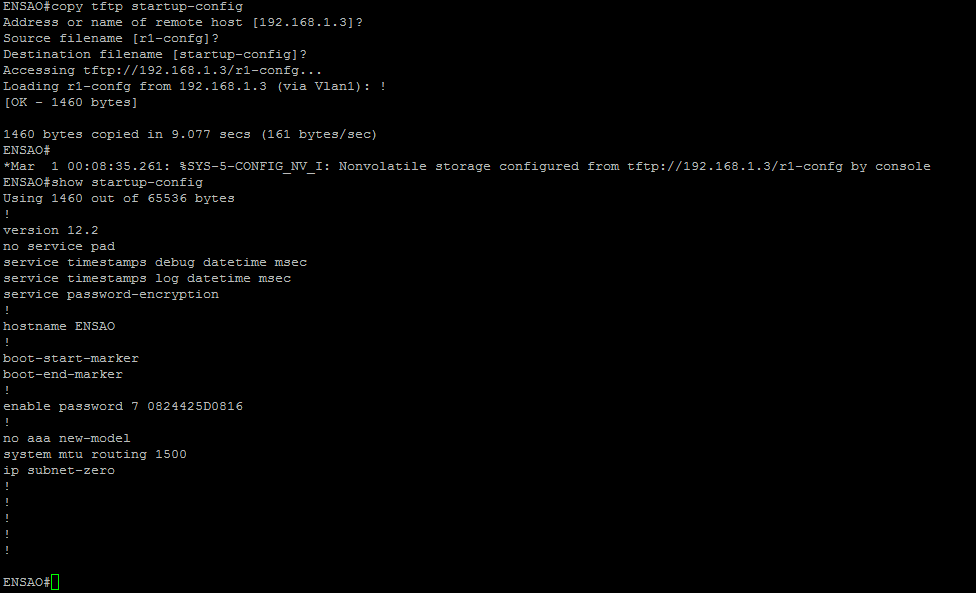 ENSAO#copy tftp startup-config
Address or name of remote host [192.168.1.3]?
Source filename [r1-confg]?
Destination filename [startup-config]?
Accessing tftp://192.168.1.3/r1-confg...
Loading r1-confg from 192.168.1.3 (via Vlan1): !
[OK - 1460 bytes]

1460 bytes copied in 9.077 secs (161 bytes/sec)
ENSAO#
*Mar  1 00:08:35.261: %SYS-5-CONFIG_NV_I: Nonvolatile storage configured from tftp://192.168.1.3/r1-confg by console
ENSAO#show startup-config
Using 1460 out of 65536 bytes
!
version 12.2
no service pad
service timestamps debug datetime msec
service timestamps log datetime msec
service password-encryption
!
hostname ENSAO
!
boot-start-marker
boot-end-marker
!
enable password 7 0824425D0816
!
no aaa new-model
system mtu routing 1500
ip subnet-zero
!
!
!
!
!

ENSAO#